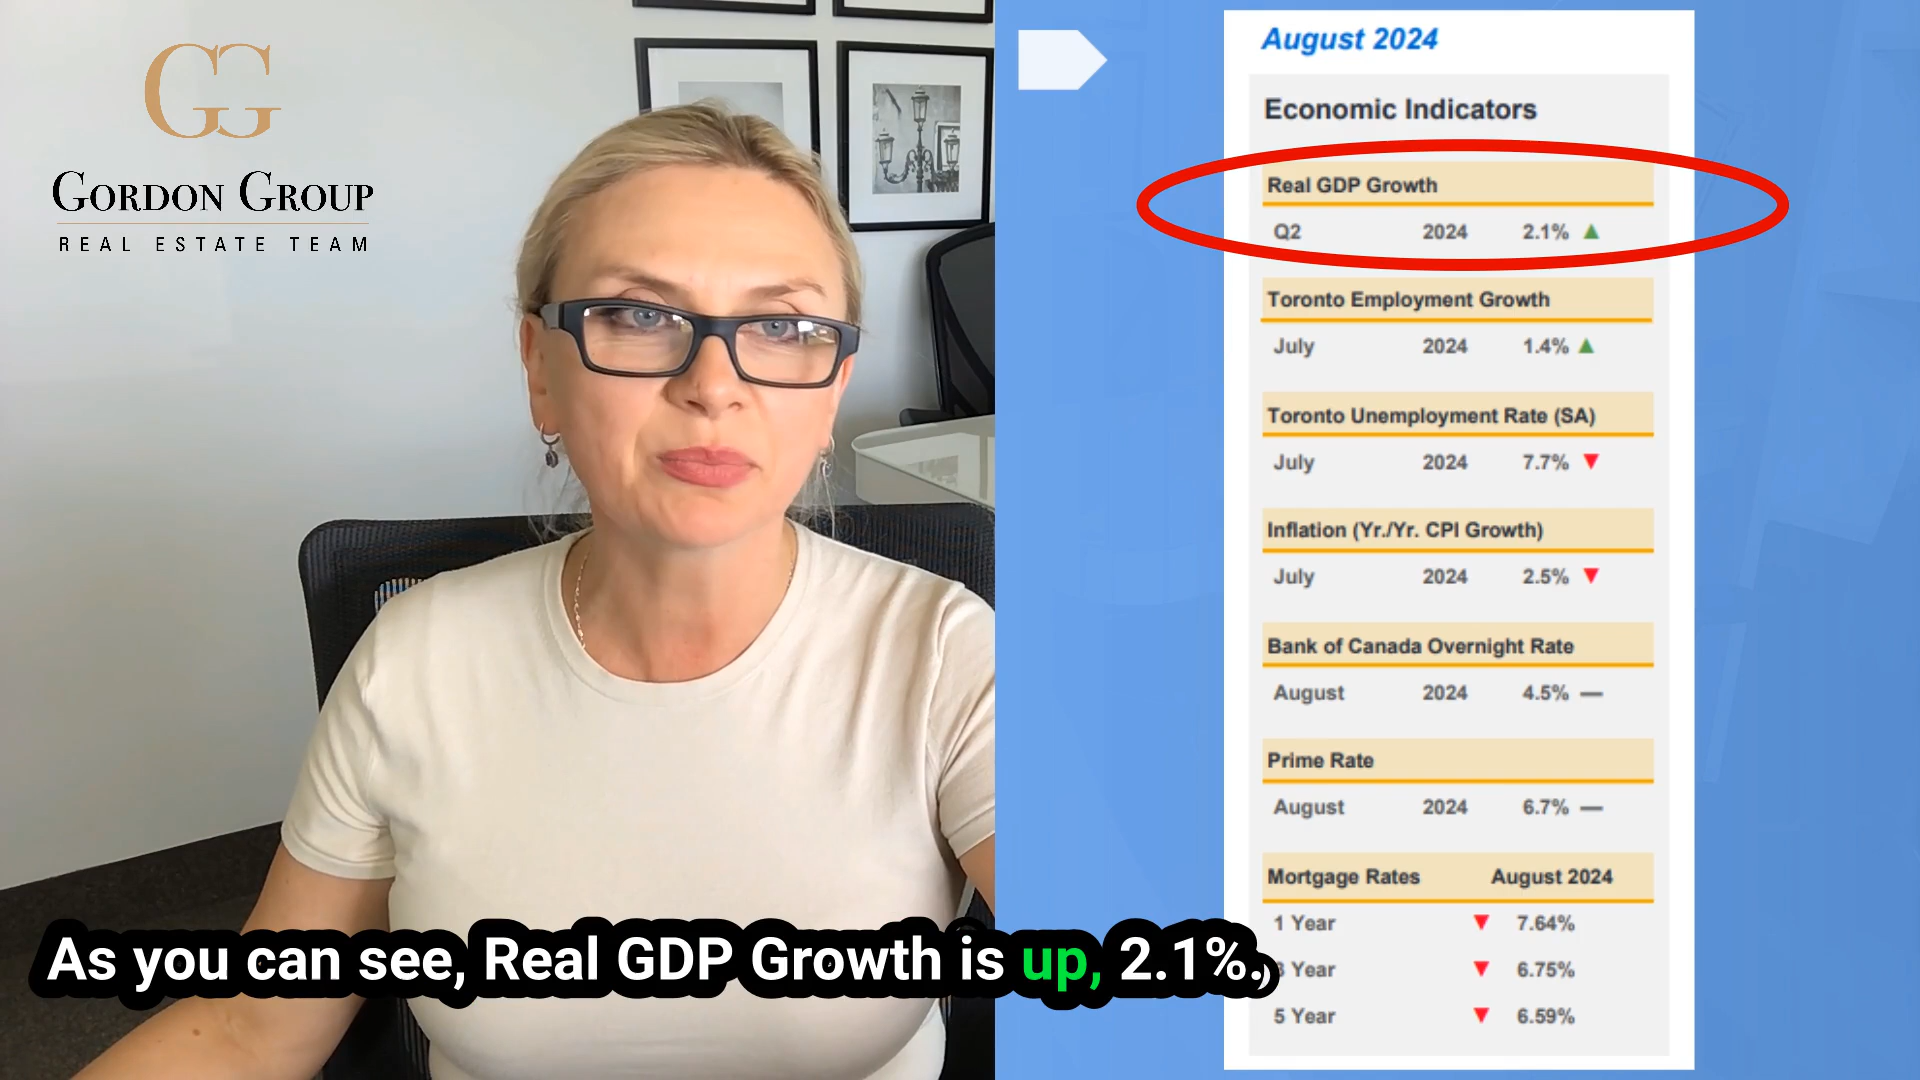 GG
GORDON GROUP
REAL ESTATE TEAM
August 2024
Economic Indicators
Real GDP Growth
Q2 2024 2.1% ▲
Toronto Employment Growth
July 2024 1.4% ▲
Toronto Unemployment Rate (SA)
July 2024 7.7% ▼
Inflation (Yr./Yr. CPI Growth)
July 2024 2.5% ▼
Bank of Canada Overnight Rate
August 2024 4.5% —
Prime Rate
August 2024 6.7% —
Mortgage Rates August 2024
1 Year ▼ 7.64%
Year ▼ 6.75%
5 Year ▼ 6.59%
As you can see, Real GDP Growth is up, 2.1%.,